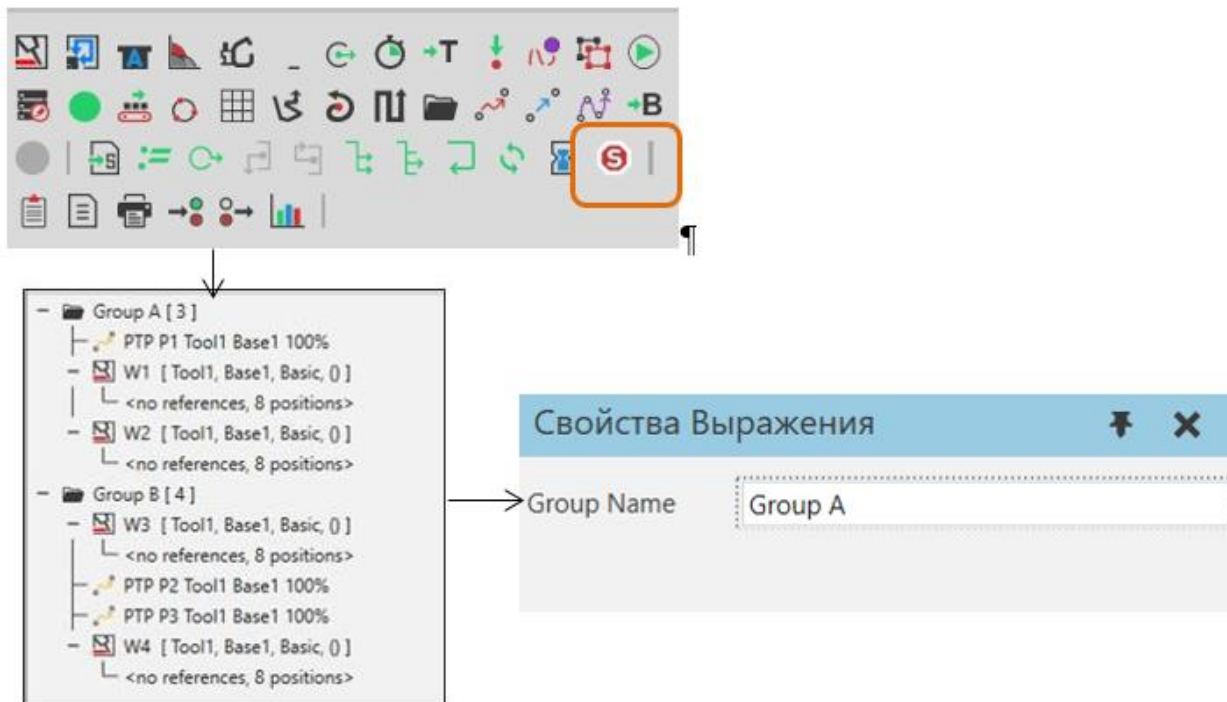 A T
B
S S
¶
Group A [ 3 ]
PTP P1 Tool1 Base1 100%
W1 [ Tool1, Base1, Basic, () ]
<no references, 8 positions>
W2 [ Tool1, Base1, Basic, () ]
<no references, 8 positions>
Group B [ 4 ]
W3 [ Tool1, Base1, Basic, () ]
<no references, 8 positions>
PTP P2 Tool1 Base1 100%
PTP P3 Tool1 Base1 100%
W4 [ Tool1, Base1, Basic, () ]
<no references, 8 positions>
Свойства Выражения
Group Name Group A